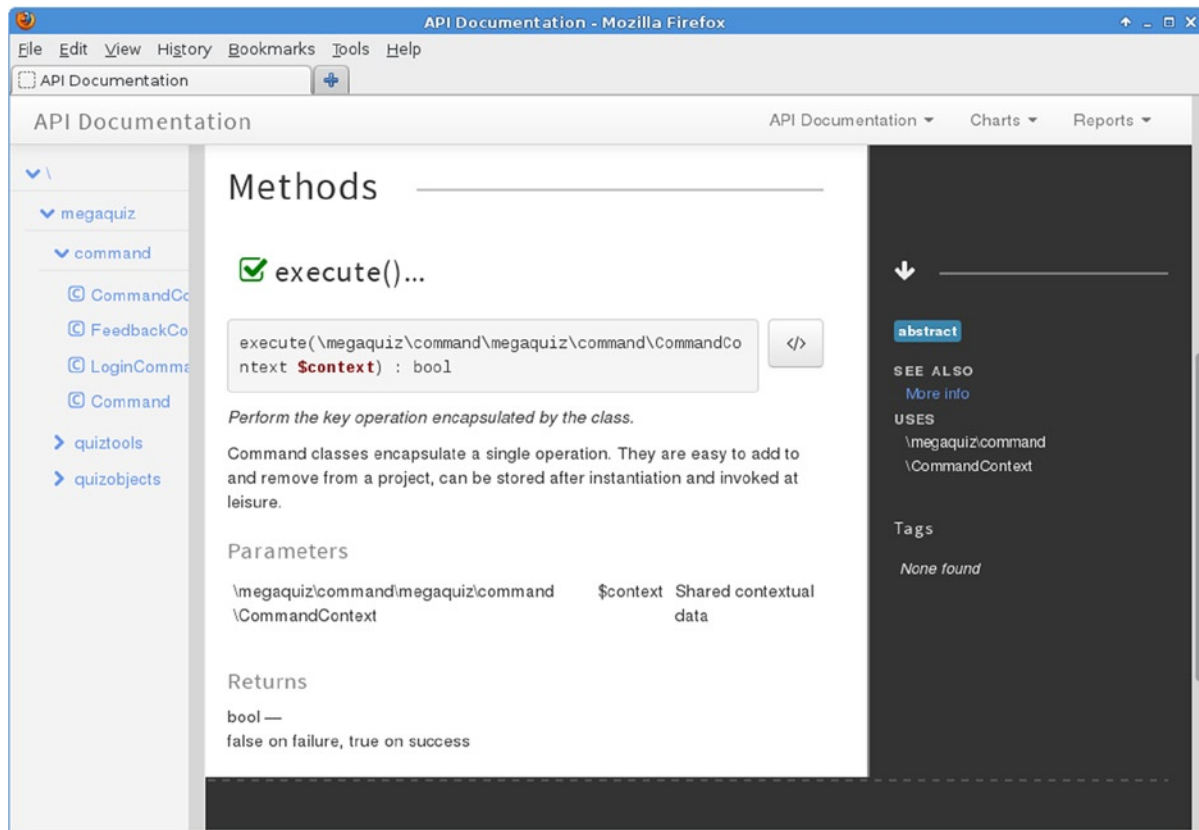 API Documentation - Mozilla Firefox
File Edit View History Bookmarks Tools Help
API Documentation
API Documentation
API Documentation Charts Reports
\
megaquiz
command
CommandCo
FeedbackCo
LoginComma
Command
quiztools
quizobjects
Methods
execute()...
execute(\megaquiz\command\megaquiz\command\CommandCo
ntext $context) : bool
</>
Perform the key operation encapsulated by the class.
Command classes encapsulate a single operation. They are easy to add to
and remove from a project, can be stored after instantiation and invoked at
leisure.
Parameters
\megaquiz\command\megaquiz\command $context Shared contextual
\CommandContext data
Returns
bool —
false on failure, true on success
abstract
SEE ALSO
More info
USES
\megaquiz\command
\CommandContext
Tags
None found